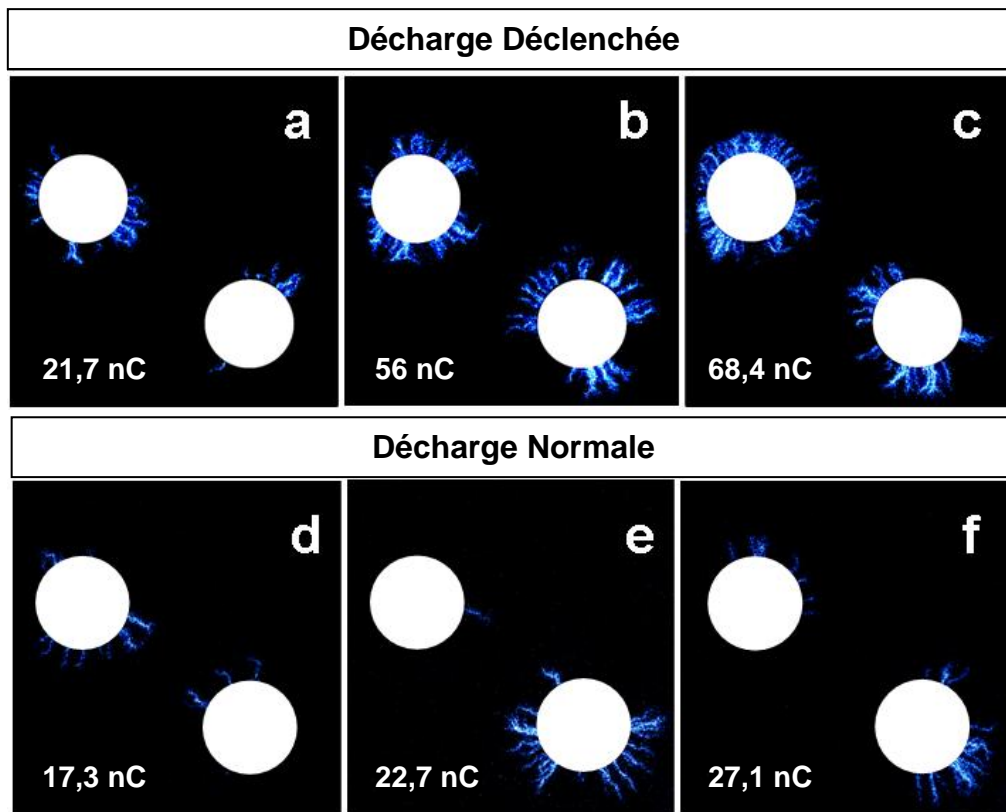 Décharge Déclenchée
a
b
c
21,7 nC
56 nC
68,4 nC
Décharge Normale
d
e
f
17,3 nC
22,7 nC
27,1 nC